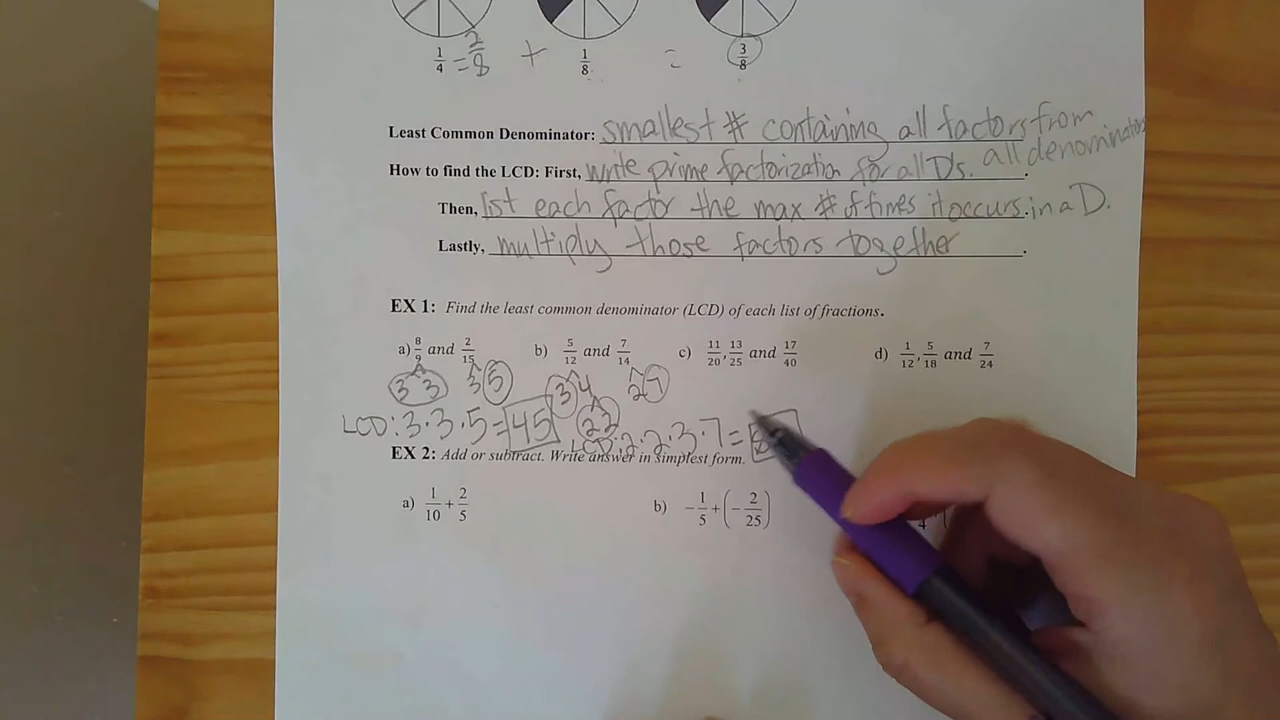 1/4 = 2/8 + 1/8 = 3/8
Least Common Denominator: smallest # containing all factors from all denominators
How to find the LCD: First, write prime factorization for all D's.
Then, list each factor the max # of times it occurs in a D.
Lastly, multiply those factors together.
EX 1: Find the least common denominator (LCD) of each list of fractions.
a) 8/9 and 2/15 b) 5/12 and 7/14 c) 11/20, 13/25 and 17/40 d) 1/12, 5/18 and 7/24
3 3 3 5 3 4 2 7
2 2
LCD: 3·3·5 = 45 LCD: 2·2·3·7 =
EX 2: Add or subtract. Write answer in simplest form.
a) 1/10 + 2/5 b) -1/5 + (-2/25)